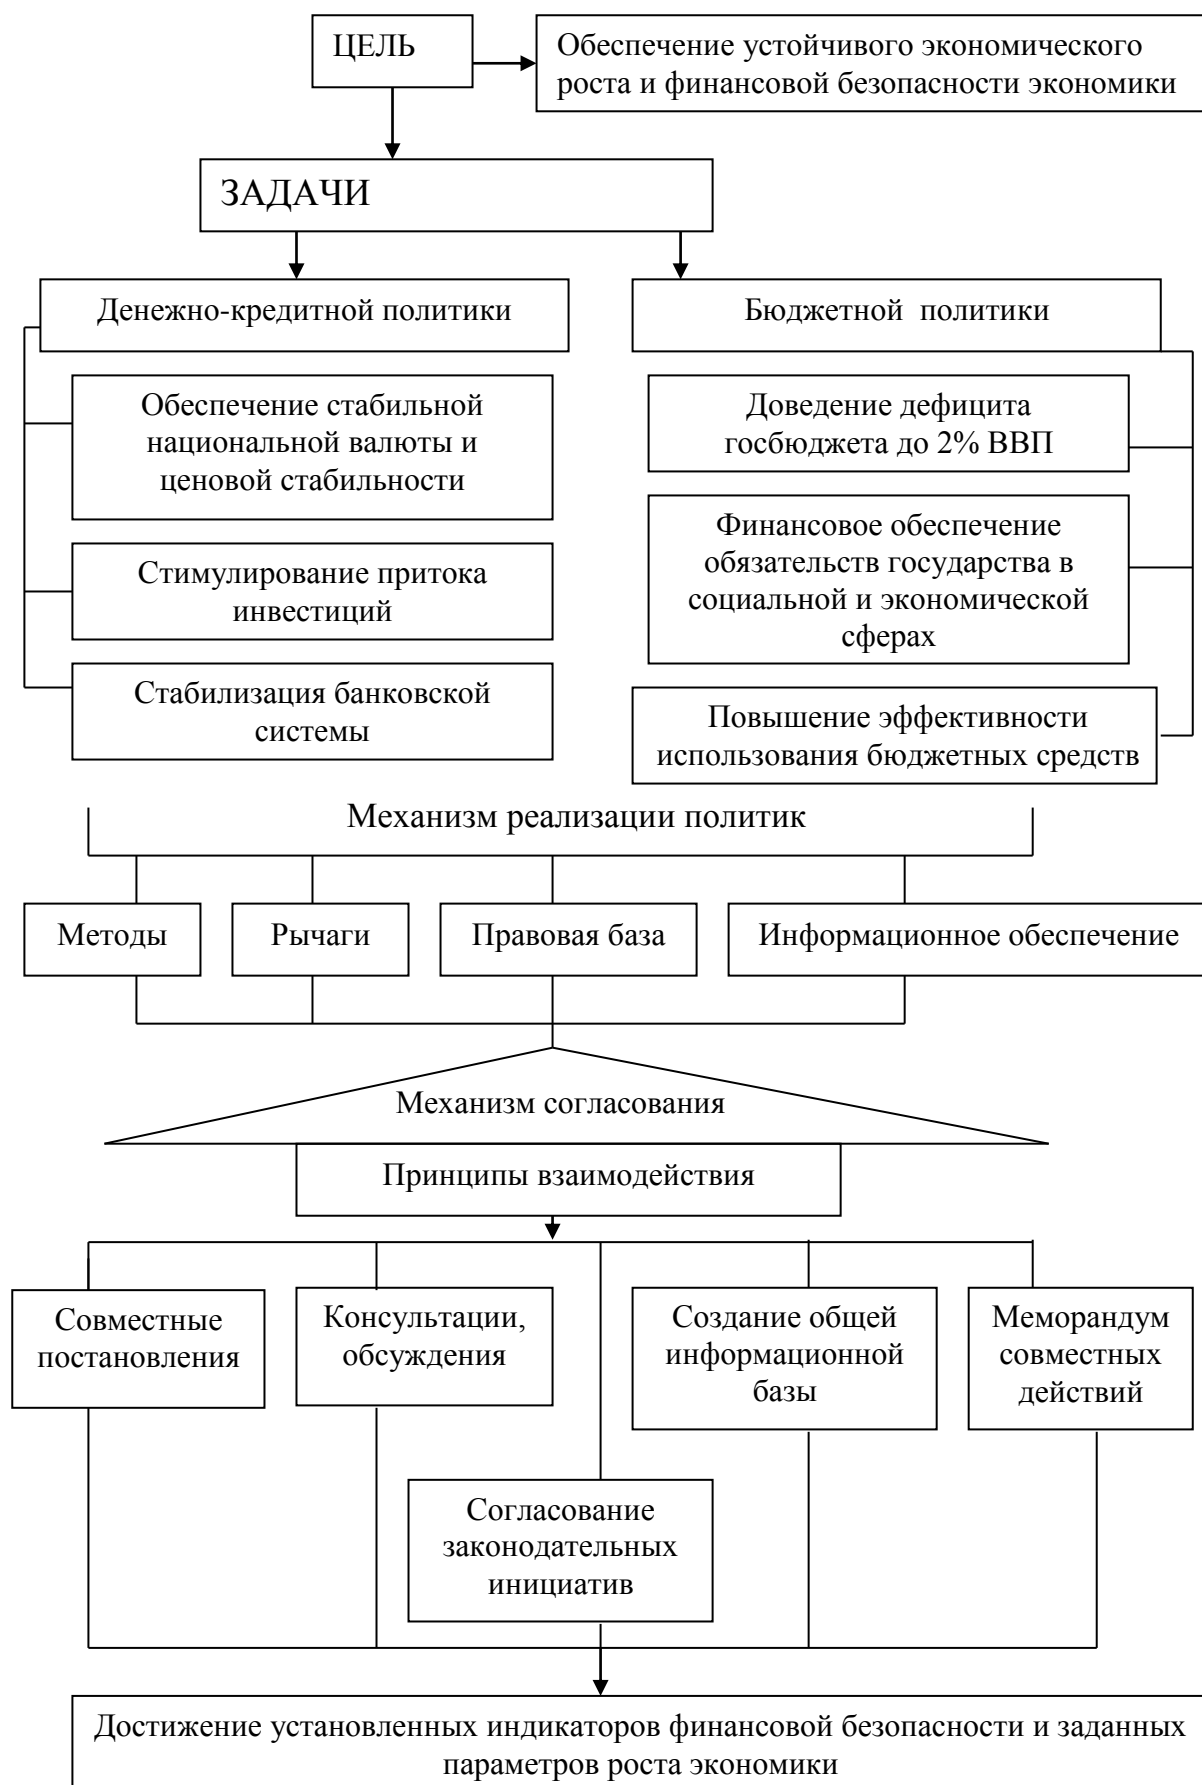 ЦЕЛЬ
Обеспечение устойчивого экономического
роста и финансовой безопасности экономики
ЗАДАЧИ
Денежно-кредитной политики
Обеспечение стабильной
национальной валюты и
ценовой стабильности
Стимулирование притока
инвестиций
Стабилизация банковской
системы
Бюджетной политики
Доведение дефицита
госбюджета до 2% ВВП
Финансовое обеспечение
обязательств государства в
социальной и экономической
сферах
Повышение эффективности
использования бюджетных средств
Механизм реализации политик
Методы
Рычаги
Правовая база
Информационное обеспечение
Механизм согласования
Принципы взаимодействия
Совместные
постановления
Консультации,
обсуждения
Согласование
законодательных
инициатив
Создание общей
информационной
базы
Меморандум
совместных
действий
Достижение установленных индикаторов финансовой безопасности и заданных
параметров роста экономики